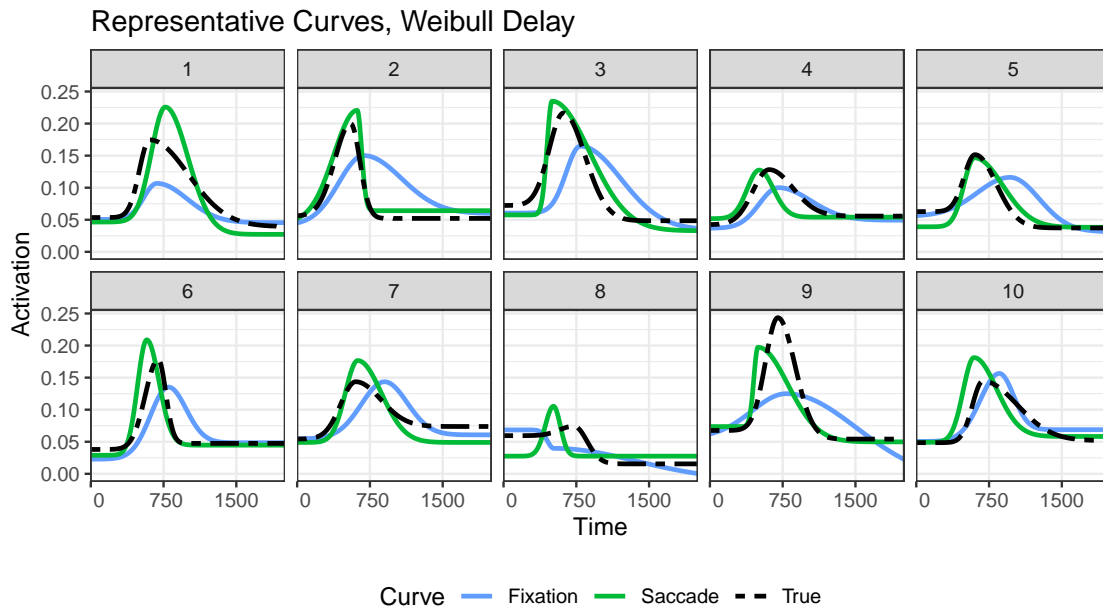 Representative Curves, Weibull Delay
1 2 3 4 5
0.25
0.20
0.15
0.10
0.05
0.00
6 7 8 9 10
0.25
0.20
0.15
0.10
0.05
0.00
Activation
0 750 1500 0 750 1500 0 750 1500 0 750 1500 0 750 1500
Time
Curve Fixation Saccade True